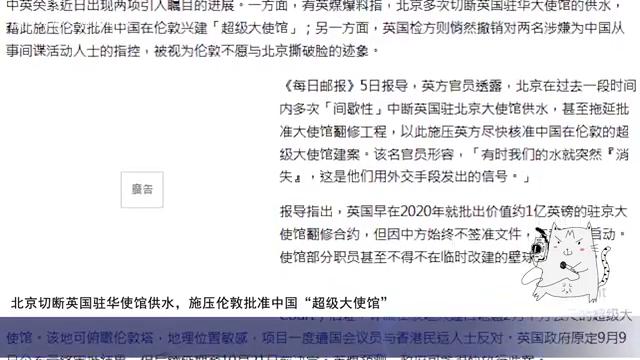 中英关系近日出现两项引人瞩目的进展。一方面，有英媒爆料指，北京多次切断英国驻华大使馆的供水，
藉此施压伦敦批准中国在伦敦兴建「超级大使馆」；另一方面，英国检方则悄然撤销对两名涉嫌为中国从
事间谍活动人士的指控，被视为伦敦不愿与北京撕破脸的迹象。
《每日邮报》5日报导，英方官员透露，北京在过去一段时间
内多次「间歇性」中断英国驻北京大使馆供水，甚至拖延批
准大使馆翻修工程，以此施压英方尽快核准中国在伦敦的超
级大使馆建案。该名官员形容，「有时我们的水就突然『消
失』，这是他们用外交手段发出的信号。」
廣告
报导指出，英国早在2020年就批出价值约1亿英镑的驻京大
使馆翻修合约，但因中方始终不签准文件，
启动。
使馆部分职员甚至不得不在临时改建的壁球
北京切断英国驻华使馆供水，施压伦敦批准中国“超级大使馆”
的超级大
使馆。该地可俯瞰伦敦塔，地理位置敏感，项目一度遭国会议员与香港民运人士反对。英国政府原定9月9